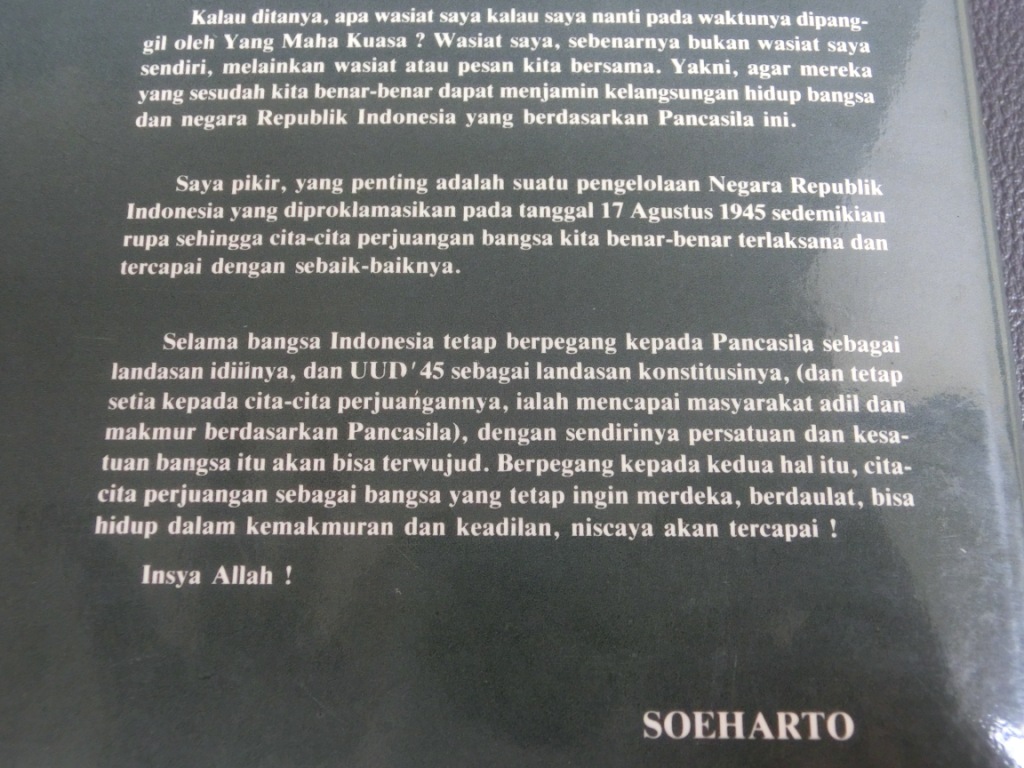 Kalau ditanya, apa wasiat saya kalau saya nanti pada waktunya dipang-
gil oleh Yang Maha Kuasa ? Wasiat saya, sebenarnya bukan wasiat saya
sendiri, melainkan wasiat atau pesan kita bersama. Yakni, agar mereka
yang sesudah kita benar-benar dapat menjamin kelangsungan hidup bangsa
dan negara Republik Indonesia yang berdasarkan Pancasila ini.
Saya pikir, yang penting adalah suatu pengelolaan Negara Republik
Indonesia yang diproklamasikan pada tanggal 17 Agustus 1945 sedemikian
rupa sehingga cita-cita perjuangan bangsa kita benar-benar terlaksana dan
tercapai dengan sebaik-baiknya.
Selama bangsa Indonesia tetap berpegang kepada Pancasila sebagai
landasan idiiinya, dan UUD'45 sebagai landasan konstitusinya, (dan tetap
setia kepada cita-cita perjuangannya, ialah mencapai masyarakat adil dan
makmur berdasarkan Pancasila), dengan sendirinya persatuan dan kesa-
tuan bangsa itu akan bisa terwujud. Berpegang kepada kedua hal itu, cita-
cita perjuangan sebagai bangsa yang tetap ingin merdeka, berdaulat, bisa
hidup dalam kemakmuran dan keadilan, niscaya akan tercapai !
Insya Allah !
SOEHARTO